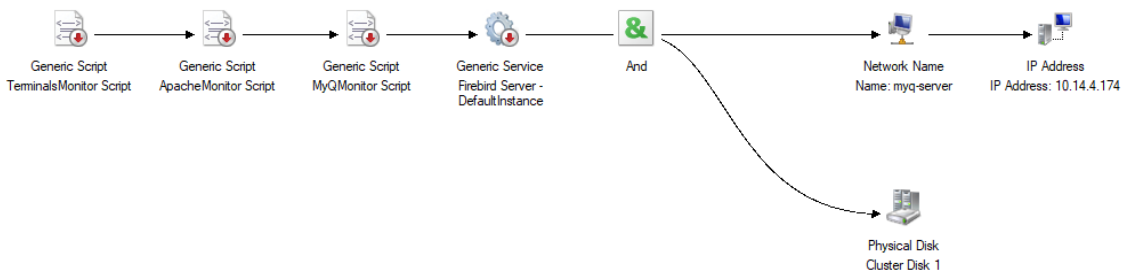 &
Generic Script
TerminalsMonitor Script
Generic Script
ApacheMonitor Script
Generic Script
MyQMonitor Script
Generic Service
Firebird Server -
DefaultInstance
And
Network Name
Name: myq-server
IP Address
IP Address: 10.14.4.174
Physical Disk
Cluster Disk 1